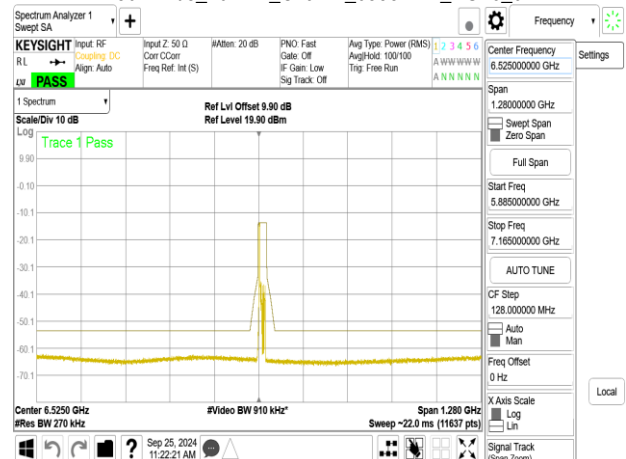 Spectrum Analyzer 1
Swept SA
+
Frequency
KEYSIGHT
RL
LXI
PASS
Input: RF
Coupling: DC
Align: Auto
Input Z: 50 Ω
Corr CCorr
Freq Ref: Int (S)
#Atten: 20 dB
PNO: Fast
Gate: Off
IF Gain: Low
Sig Track: Off
Avg Type: Power (RMS)
Avg|Hold: 100/100
Trig: Free Run
1 2 3 4 5 6
A W W W W W
A N N N N N
Settings
1 Spectrum
Scale/Div 10 dB
Ref Lvl Offset 9.90 dB
Ref Level 19.90 dBm
Log
Trace 1 Pass
9.90
-0.10
-10.1
-20.1
-30.1
-40.1
-50.1
-60.1
-70.1
Center 6.5250 GHz
#Res BW 270 kHz
#Video BW 910 kHz*
Span 1.280 GHz
Sweep ~22.0 ms (11637 pts)
Center Frequency
6.525000000 GHz
Span
1.28000000 GHz
Swept Span
Zero Span
Full Span
Start Freq
5.885000000 GHz
Stop Freq
7.165000000 GHz
AUTO TUNE
CF Step
128.000000 MHz
Auto
Man
Freq Offset
0 Hz
X Axis Scale
Log
Lin
Signal Track
(Span Zoom)
Local
?
Sep 25, 2024
11:22:21 AM